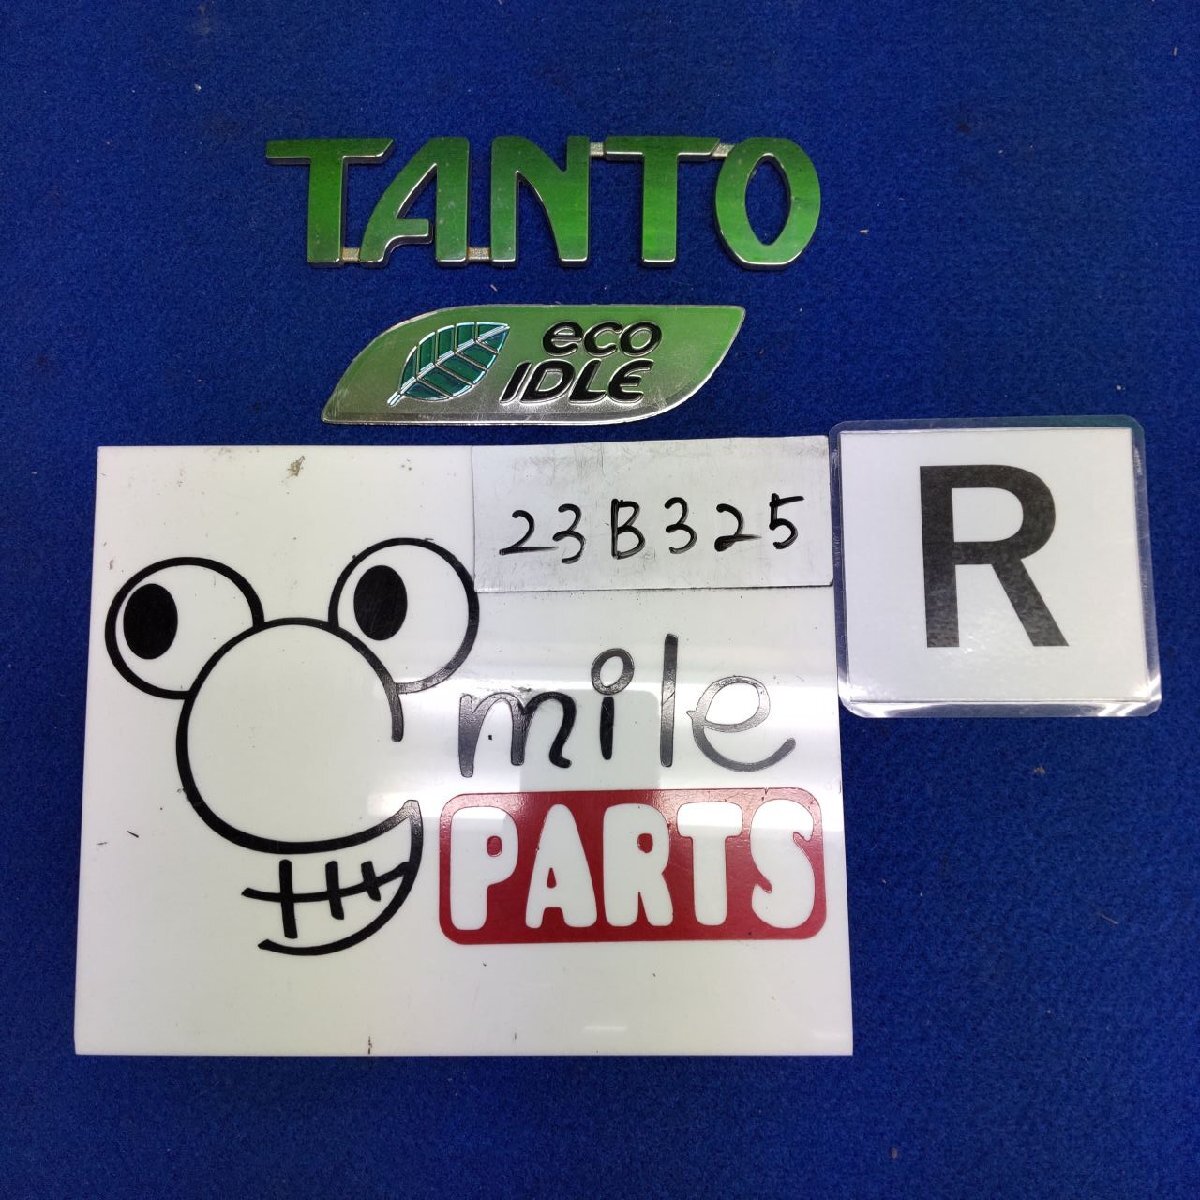 TANTO
eco
IDLE
23B325
R
mile
PARTS